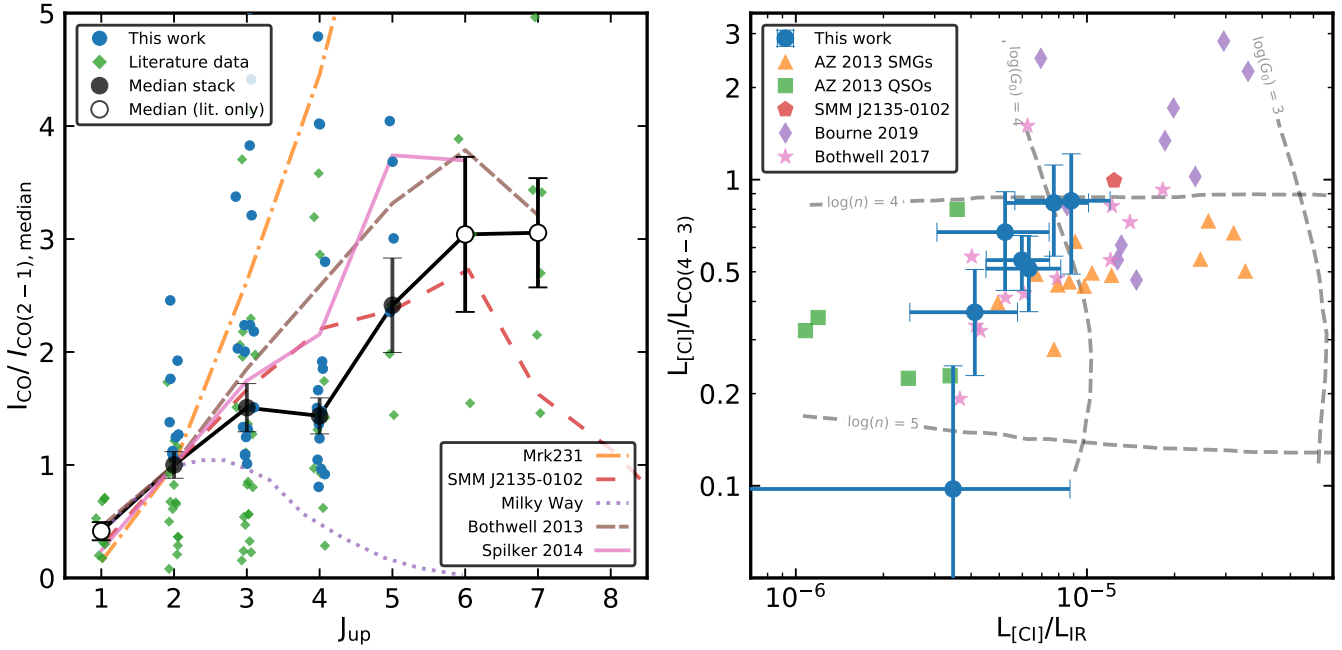 I_CO/ I_CO(2−1), median
5
4
3
2
1
0
1
2
3
4
5
6
7
8
J_up
This work
Literature data
Median stack
Median (lit. only)
Mrk231
SMM J2135-0102
Milky Way
Bothwell 2013
Spilker 2014
L_[CI]/L_CO(4−3)
3
2
1
0.5
0.2
0.1
10^−6
10^−5
L_[CI]/L_IR
This work
AZ 2013 SMGs
AZ 2013 QSOs
SMM J2135-0102
Bourne 2019
Bothwell 2017
log(G₀) = 4
log(G₀) = 3
log(n) = 4
log(n) = 5